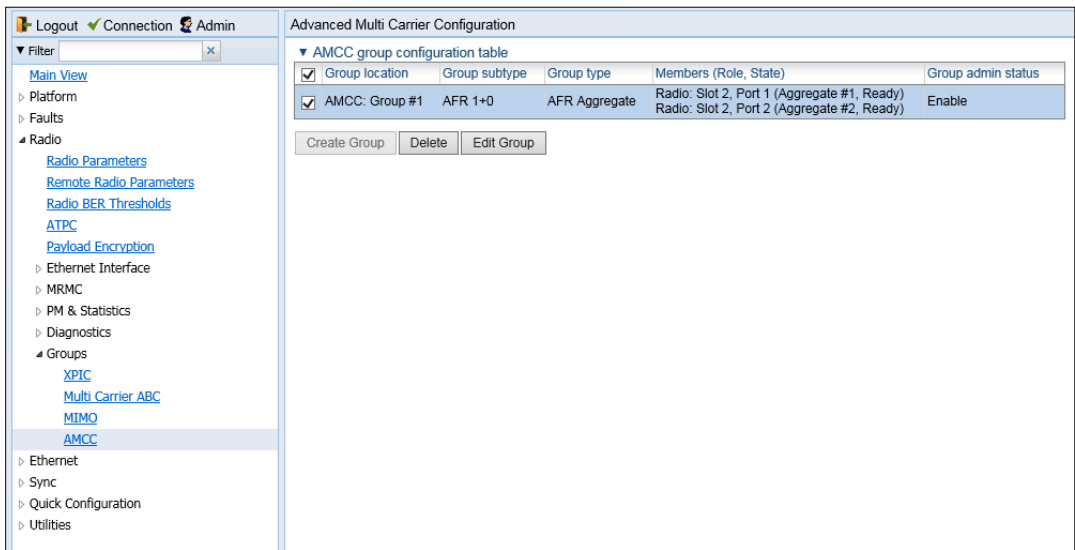 Logout Connection Admin
Filter
Main View
Platform
Faults
Radio
Radio Parameters
Remote Radio Parameters
Radio BER Thresholds
ATPC
Payload Encryption
Ethernet Interface
MRMC
PM & Statistics
Diagnostics
Groups
XPIC
Multi Carrier ABC
MIMO
AMCC
Ethernet
Sync
Quick Configuration
Utilities
Advanced Multi Carrier Configuration
AMCC group configuration table
Group location Group subtype Group type Members (Role, State) Group admin status
AMCC: Group #1 AFR 1+0 AFR Aggregate Radio: Slot 2, Port 1 (Aggregate #1, Ready) Enable
Radio: Slot 2, Port 2 (Aggregate #2, Ready)
Create Group Delete Edit Group